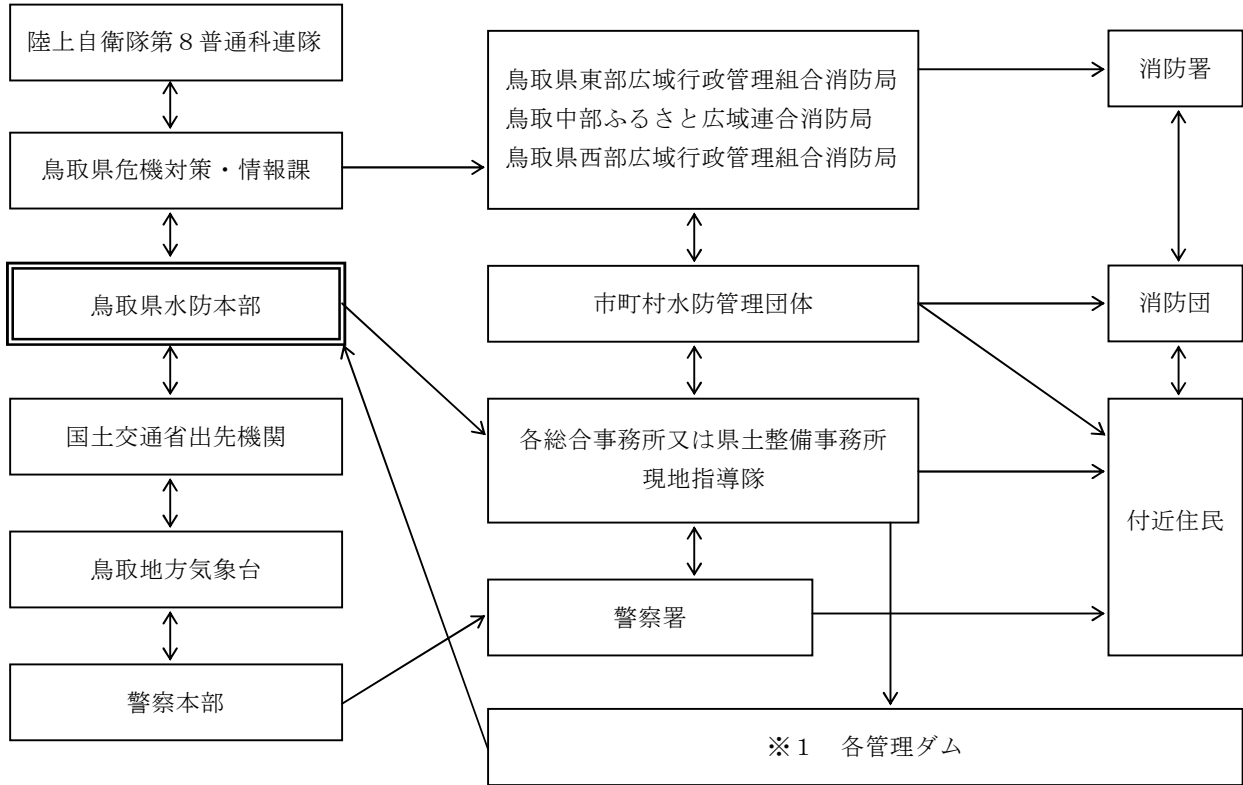 陸上自衛隊第８普通科連隊
鳥取県危機対策・情報課
鳥取県水防本部
国土交通省出先機関
鳥取地方気象台
警察本部
鳥取県東部広域行政管理組合消防局
鳥取中部ふるさと広域連合消防局
鳥取県西部広域行政管理組合消防局
市町村水防管理団体
各総合事務所又は県土整備事務所
現地指導隊
警察署
※１　各管理ダム
消防署
消防団
付近住民